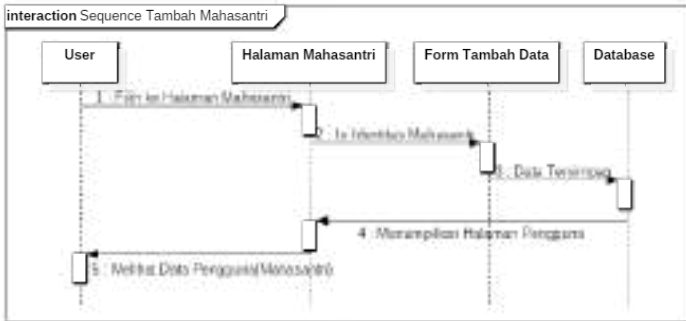 interaction Sequence Tambah Mahasantri
User
Halaman Mahasantri
Form Tambah Data
Database
1 : Pilih ke Halaman Mahasantri
2 : Isi Identitas Mahasantri
3 : Data Tersimpan
4 : Menampilkan Halaman Pengguna
5 : Melihat Data Pengguna(Mahasantri)